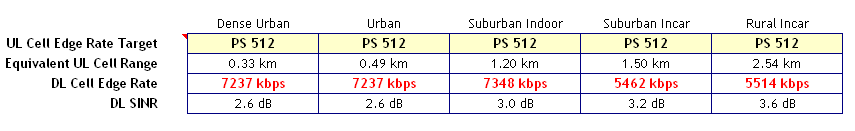 Dense Urban Urban Suburban Indoor Suburban Incar Rural Incar
UL Cell Edge Rate Target PS 512 PS 512 PS 512 PS 512 PS 512
Equivalent UL Cell Range 0.33 km 0.49 km 1.20 km 1.50 km 2.54 km
DL Cell Edge Rate 7237 kbps 7237 kbps 7348 kbps 5462 kbps 5514 kbps
DL SINR 2.6 dB 2.6 dB 3.0 dB 3.2 dB 3.6 dB